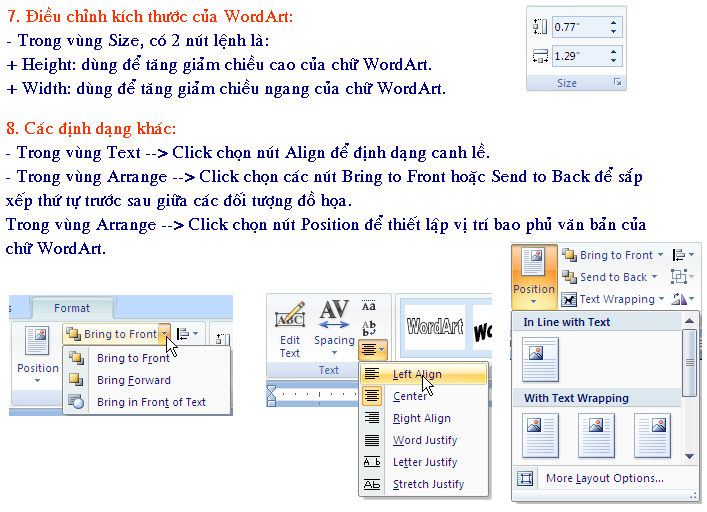 7. Điều chỉnh kích thước của WordArt:
- Trong vùng Size, có 2 nút lệnh là:
+ Height: dùng để tăng giảm chiều cao của chữ WordArt.
+ Width: dùng để tăng giảm chiều ngang của chữ WordArt.
0.77"
1.29"
Size
8. Các định dạng khác:
- Trong vùng Text --> Click chọn nút Align để định dạng canh lề.
- Trong vùng Arrange --> Click chọn các nút Bring to Front hoặc Send to Back để sắp
xếp thứ tự trước sau giữa các đối tượng đồ họa.
Trong vùng Arrange --> Click chọn nút Position để thiết lập vị trí bao phủ văn bản của
chữ WordArt.
Format
Position
Bring to Front
Bring to Front
Bring Forward
Bring in Front of Text
ABC
Edit
Text
AV
Spacing
Aa
Ab
Text
WordArt
Left Align
Center
Right Align
Word Justify
Letter Justify
Stretch Justify
Position
Bring to Front
Send to Back
Text Wrapping
In Line with Text
With Text Wrapping
More Layout Options...